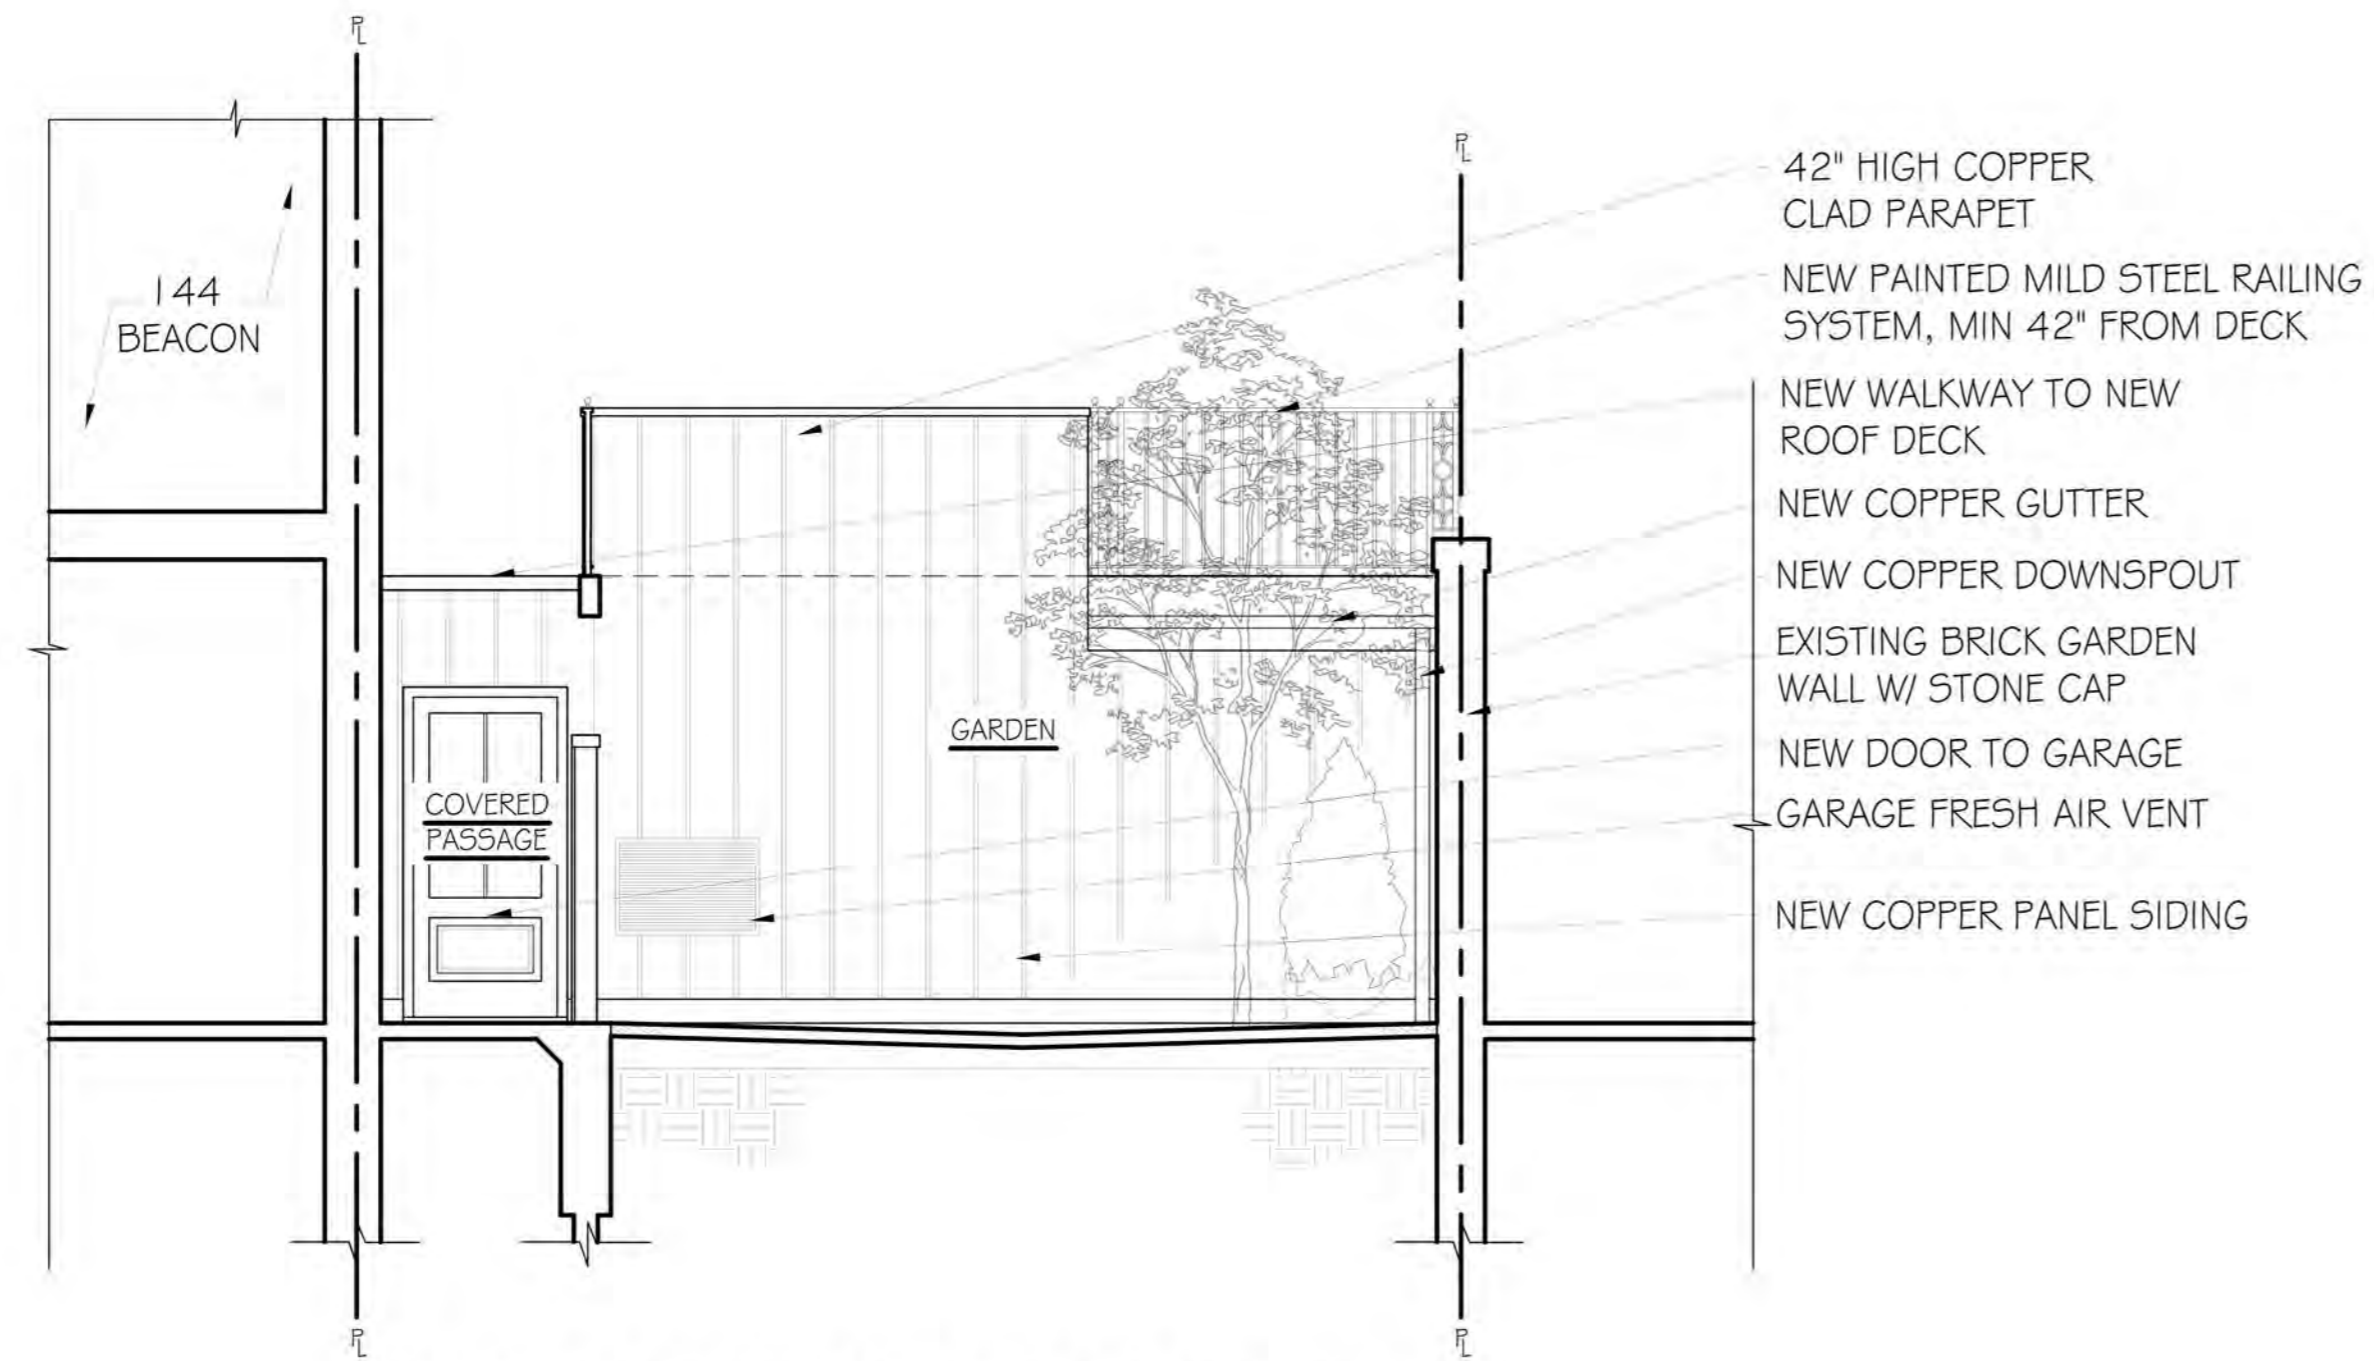 PL
PL
144
BEACON
42" HIGH COPPER
CLAD PARAPET
NEW PAINTED MILD STEEL RAILING
SYSTEM, MIN 42" FROM DECK
NEW WALKWAY TO NEW
ROOF DECK
NEW COPPER GUTTER
NEW COPPER DOWNSPOUT
EXISTING BRICK GARDEN
WALL W/ STONE CAP
GARDEN
NEW DOOR TO GARAGE
COVERED
PASSAGE
GARAGE FRESH AIR VENT
NEW COPPER PANEL SIDING
PL
PL